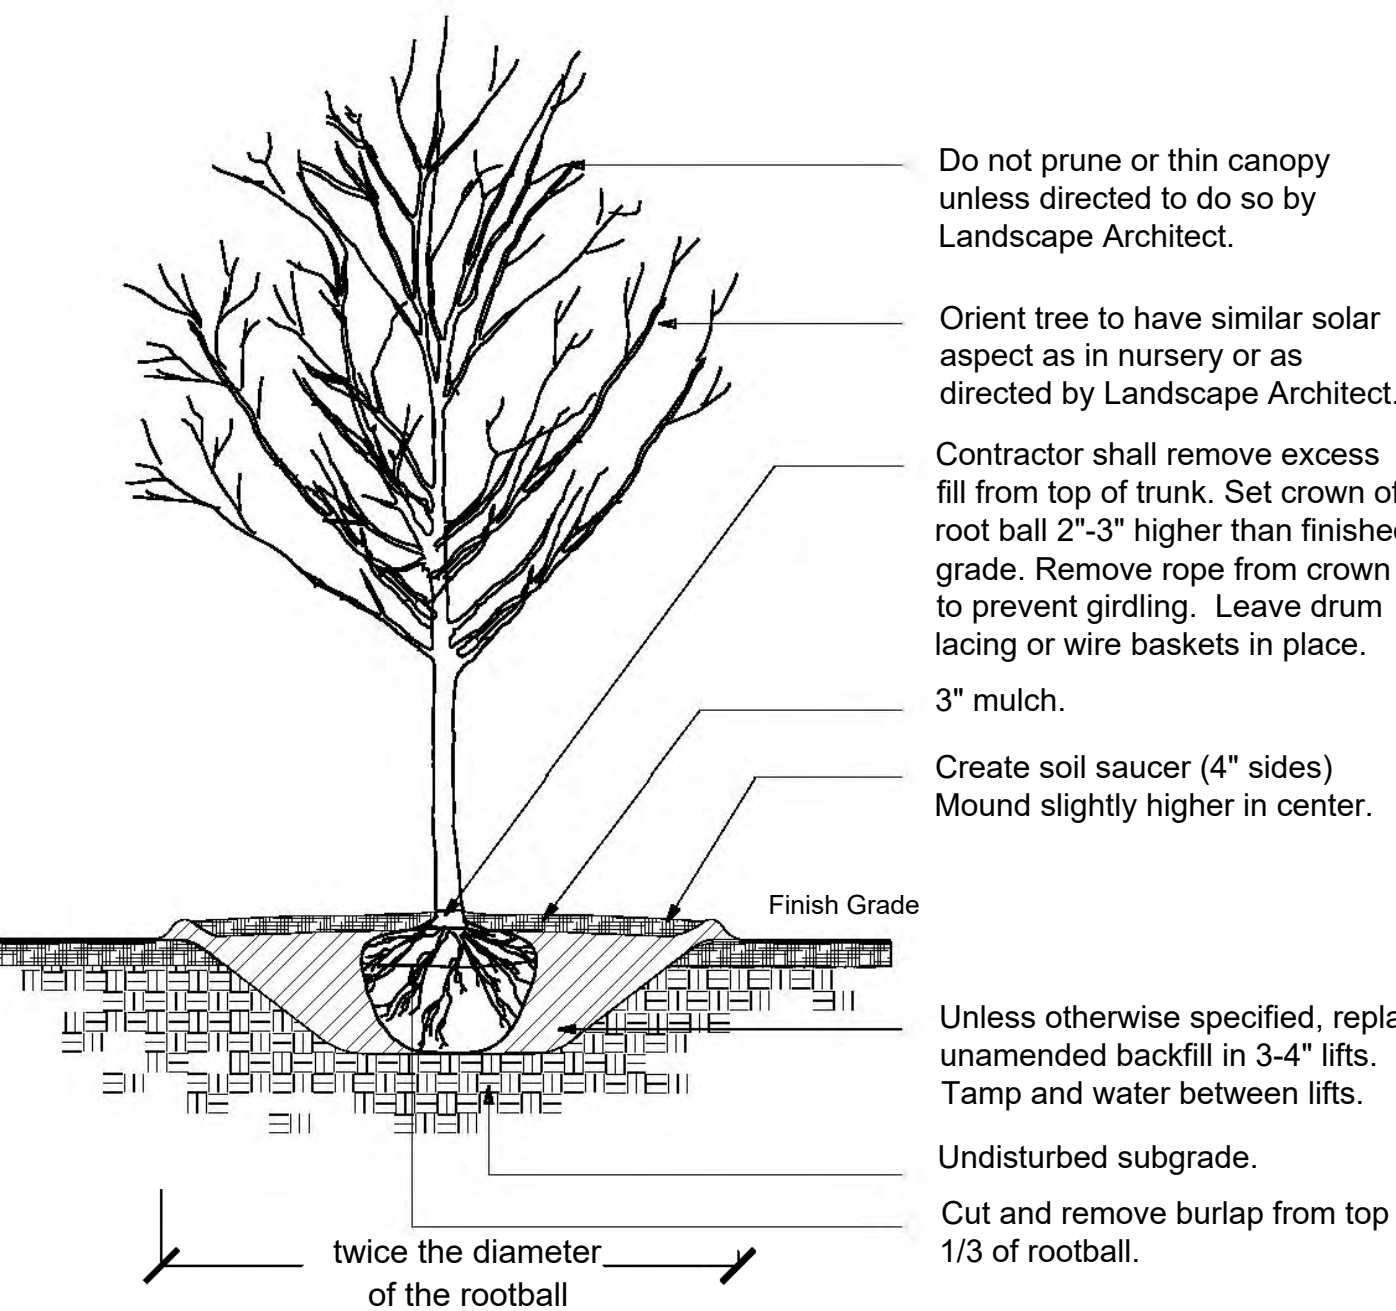 Do not prune or thin canopy
unless directed to do so by
Landscape Architect.
Orient tree to have similar solar
aspect as in nursery or as
directed by Landscape Architect.
Contractor shall remove excess
fill from top of trunk. Set crown of
root ball 2"-3" higher than finished
grade. Remove rope from crown
to prevent girdling. Leave drum
lacing or wire baskets in place.
3" mulch.
Create soil saucer (4" sides)
Mound slightly higher in center.
Finish Grade
Unless otherwise specified,
unamended backfill in 3-4" lifts.
Tamp and water between lifts.
Undisturbed subgrade.
Cut and remove burlap from top
1/3 of rootball.
twice the diameter
of the rootball